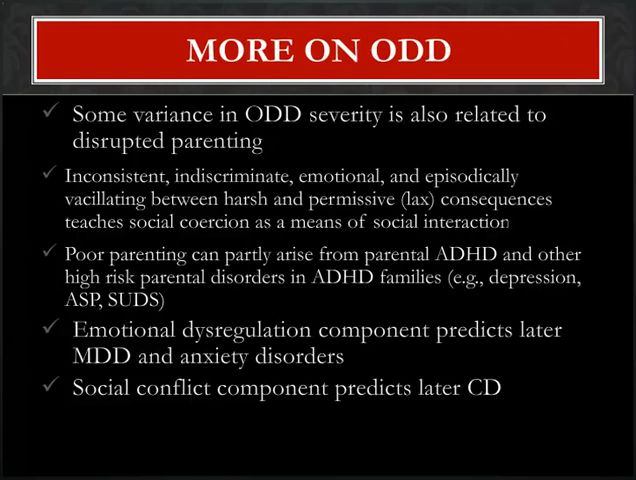 MORE ON ODD
Some variance in ODD severity is also related to
disrupted parenting
Inconsistent, indiscriminate, emotional, and episodically
vacillating between harsh and permissive (lax) consequences
teaches social coercion as a means of social interaction
Poor parenting can partly arise from parental ADHD and other
high risk parental disorders in ADHD families (e.g., depression,
ASP, SUDS)
Emotional dysregulation component predicts later
MDD and anxiety disorders
Social conflict component predicts later CD